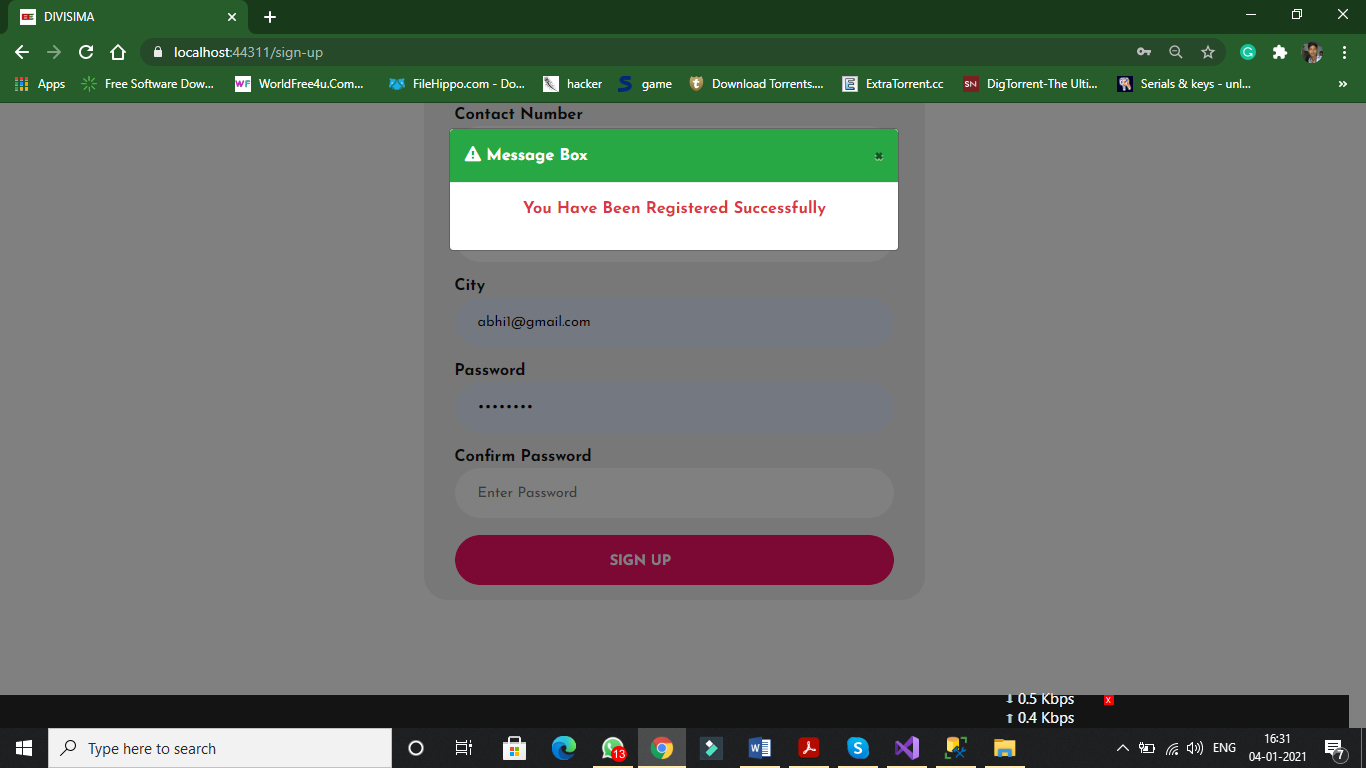 DIVISIMA
localhost:44311/sign-up
Apps Free Software Dow... WorldFree4u.Com... FileHippo.com - Do... hacker game Download Torrents.... ExtraTorrent.cc DigTorrent-The Ulti... Serials & keys - unl... »
Contact Number
Message Box
You Have Been Registered Successfully
City
abhi1@gmail.com
Password
Confirm Password
Enter Password
SIGN UP
0.5 Kbps X
0.4 Kbps
Type here to search
13
ENG
16:31
04-01-2021
7